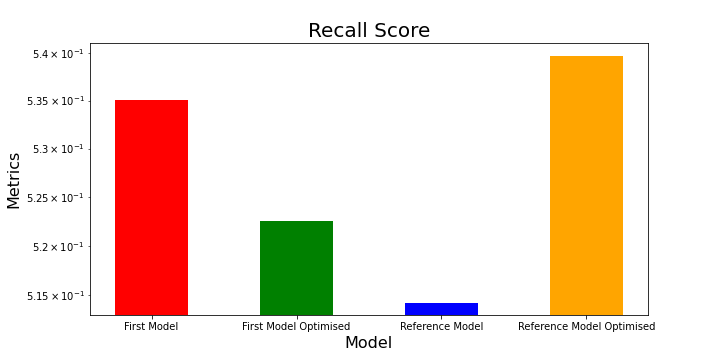 Recall Score
Metrics
5.4 × 10⁻¹
5.35 × 10⁻¹
5.3 × 10⁻¹
5.25 × 10⁻¹
5.2 × 10⁻¹
5.15 × 10⁻¹
First Model First Model Optimised Reference Model Reference Model Optimised
Model